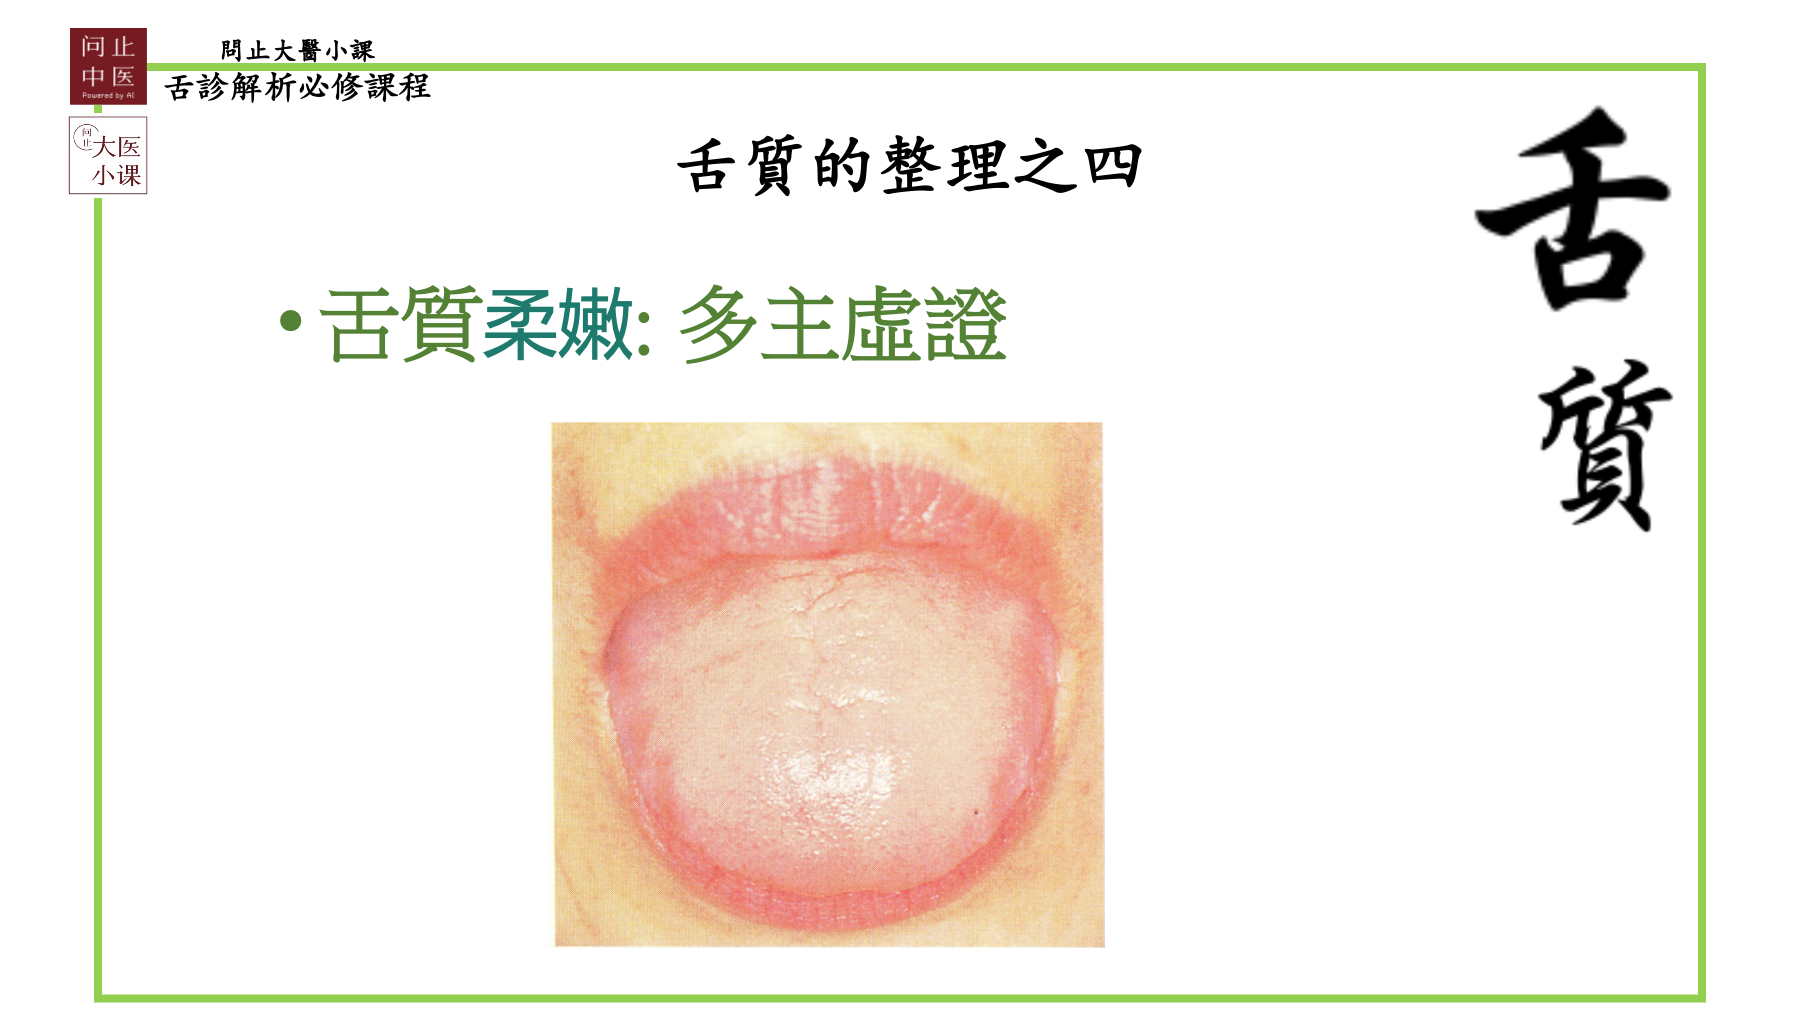 问止
中医
Powered by AI
問止大醫小課
舌診解析必修課程
问止
大医
小课
舌質的整理之四
• 舌質柔嫩: 多主虛證
舌
質